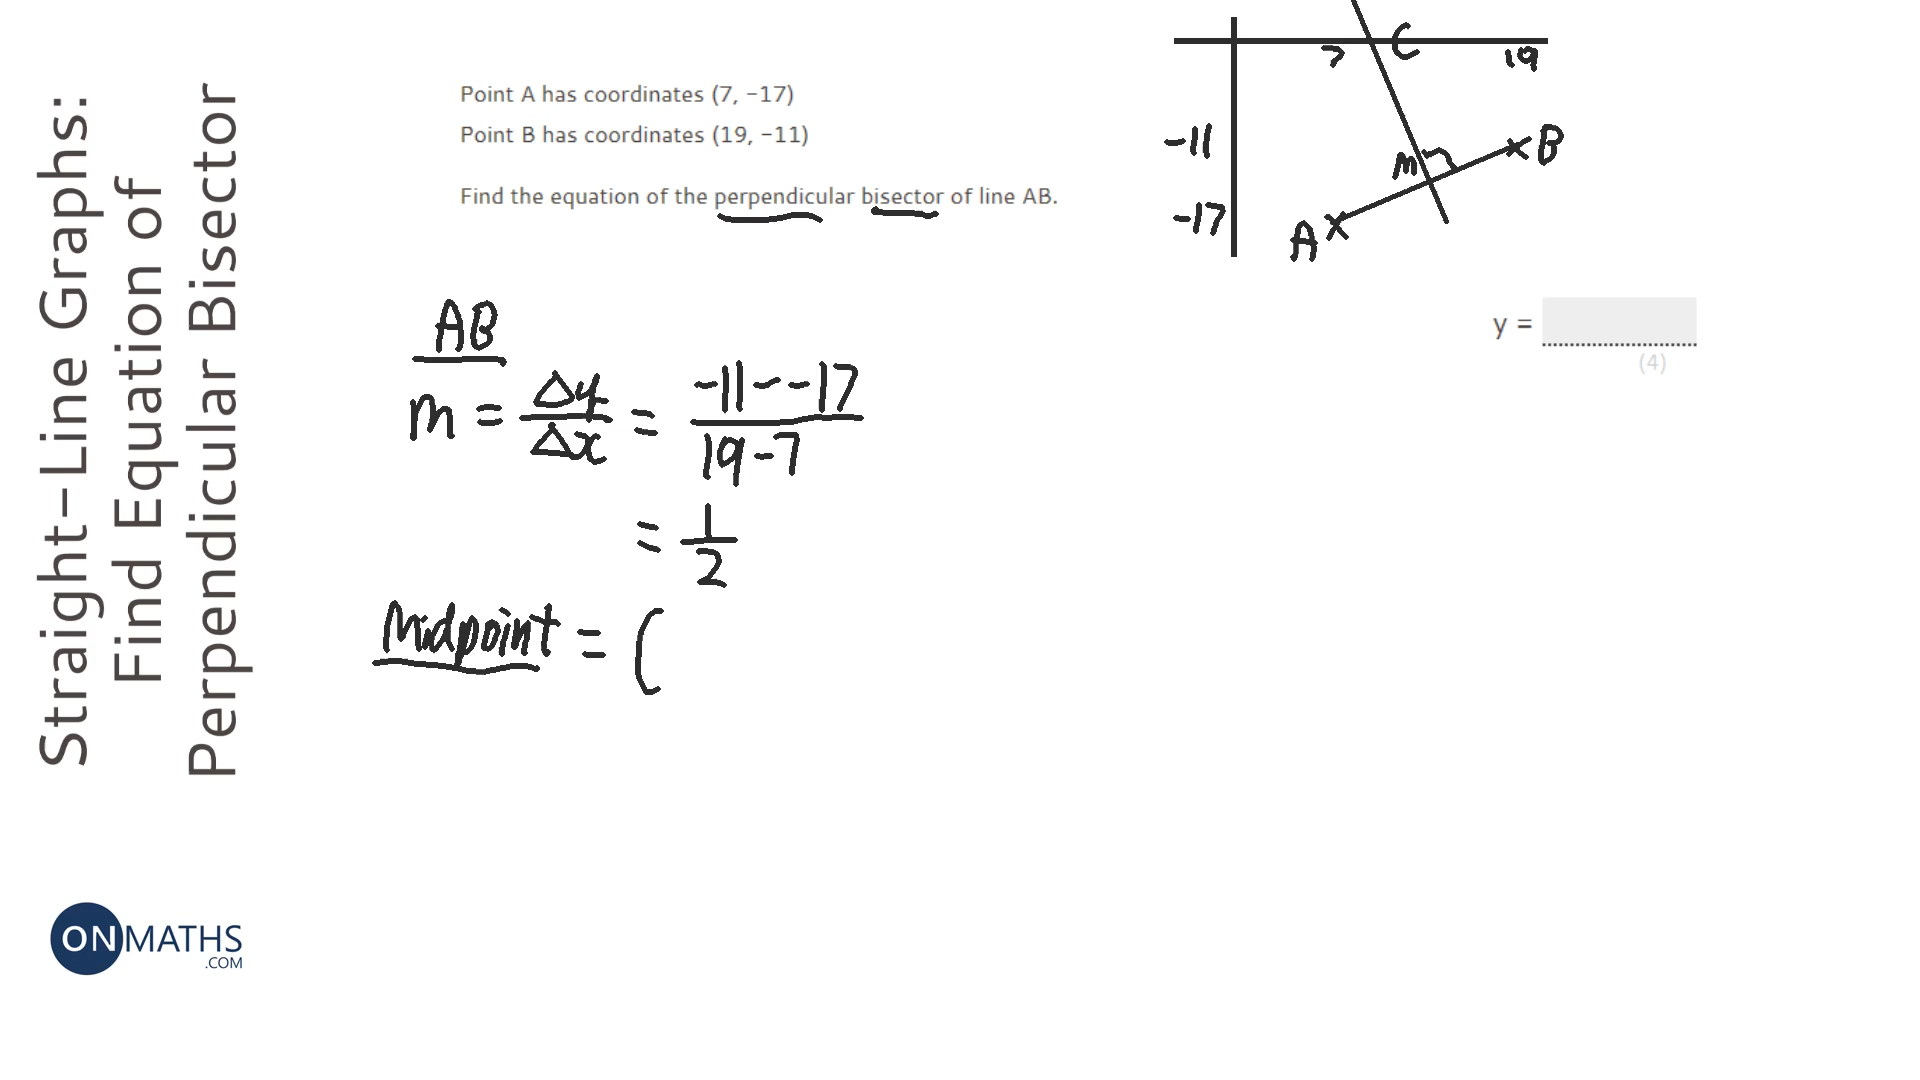 Straight-Line Graphs:
Find Equation of
Perpendicular Bisector
Point A has coordinates (7, -17)
Point B has coordinates (19, -11)
Find the equation of the perpendicular bisector of line AB.
7 C 19
-11
-17
M
A
B
y =
(4)
AB
m = Δy/Δx = -11--17/19-7
= 1/2
Midpoint = (
ONMATHS
.COM